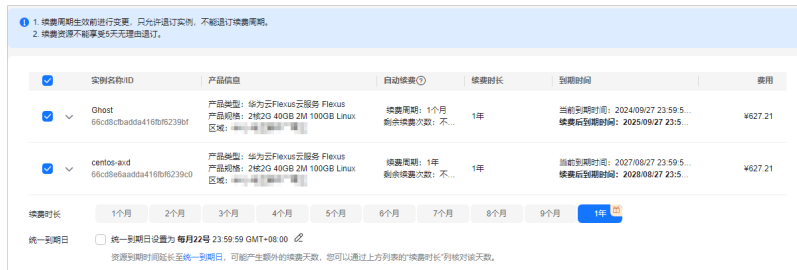 1. 续费周期生效前进行变更，只允许退订实例，不能退订续费周期。
2. 续费资源不能享受5天无理由退订。
实例名称/ID 产品信息 自动续费 续费时长 到期时间 费用
Ghost
66cd8cfbadda416fbf6239bf
产品类型：华为云Flexus云服务 Flexus
产品规格：2核2G 40GB 2M 100GB Linux
区域：
续费周期：1个月
剩余续费次数：不...
1年
当前到期时间：2024/09/27 23:59:5...
续费后到期时间：2025/09/27 23:5...
¥627.21
centos-axd
66cd8e6aadda416fbf6239c0
产品类型：华为云Flexus云服务 Flexus
产品规格：2核2G 40GB 2M 100GB Linux
区域：
续费周期：1年
剩余续费次数：不...
1年
当前到期时间：2027/08/27 23:59:5...
续费后到期时间：2028/08/27 23:5...
¥627.21
续费时长 1个月 2个月 3个月 4个月 5个月 6个月 7个月 8个月 9个月 1年
统一到期日 统一到期日设置为 每月22号 23:59:59 GMT+08:00
资源到期时间延长至统一到期日，可能产生额外的续费天数，您可以通过上方列表的“续费时长”列核对该天数。